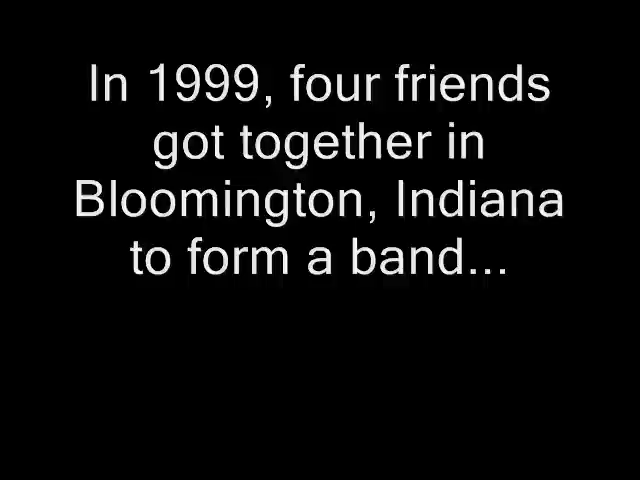 In 1999, four friends
got together in
Bloomington, Indiana
to form a band...